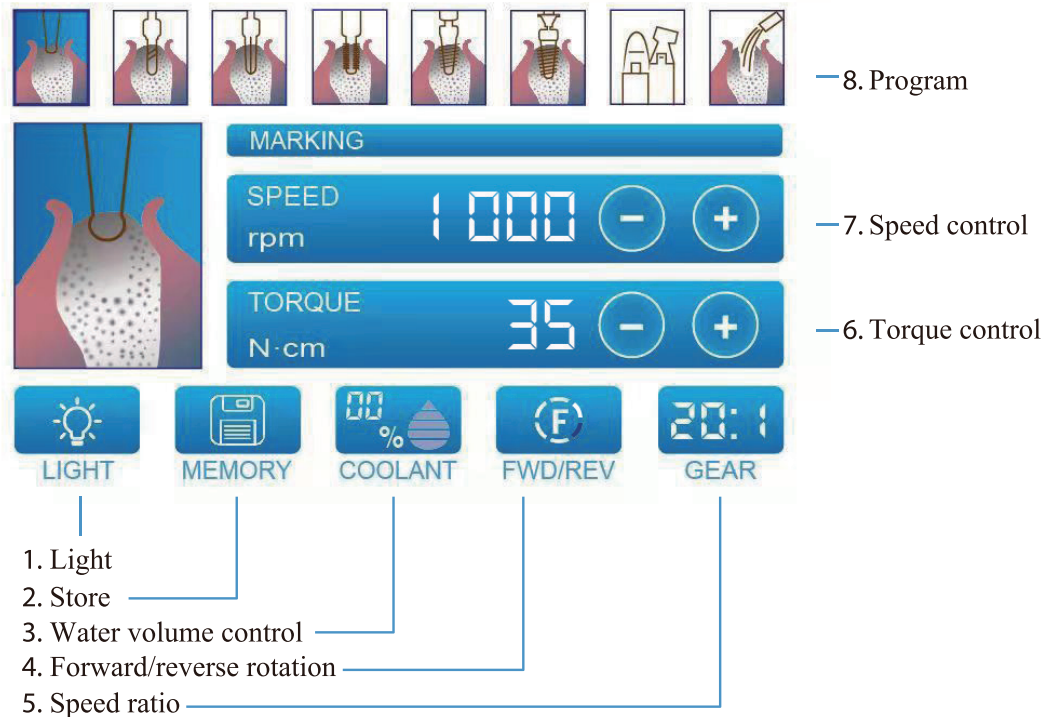 8. Program
MARKING
SPEED
rpm
1000
7. Speed control
TORQUE
N·cm
35
6. Torque control
00
%
F
20:1
LIGHT
MEMORY
COOLANT
FWD/REV
GEAR
1. Light
2. Store
3. Water volume control
4. Forward/reverse rotation
5. Speed ratio